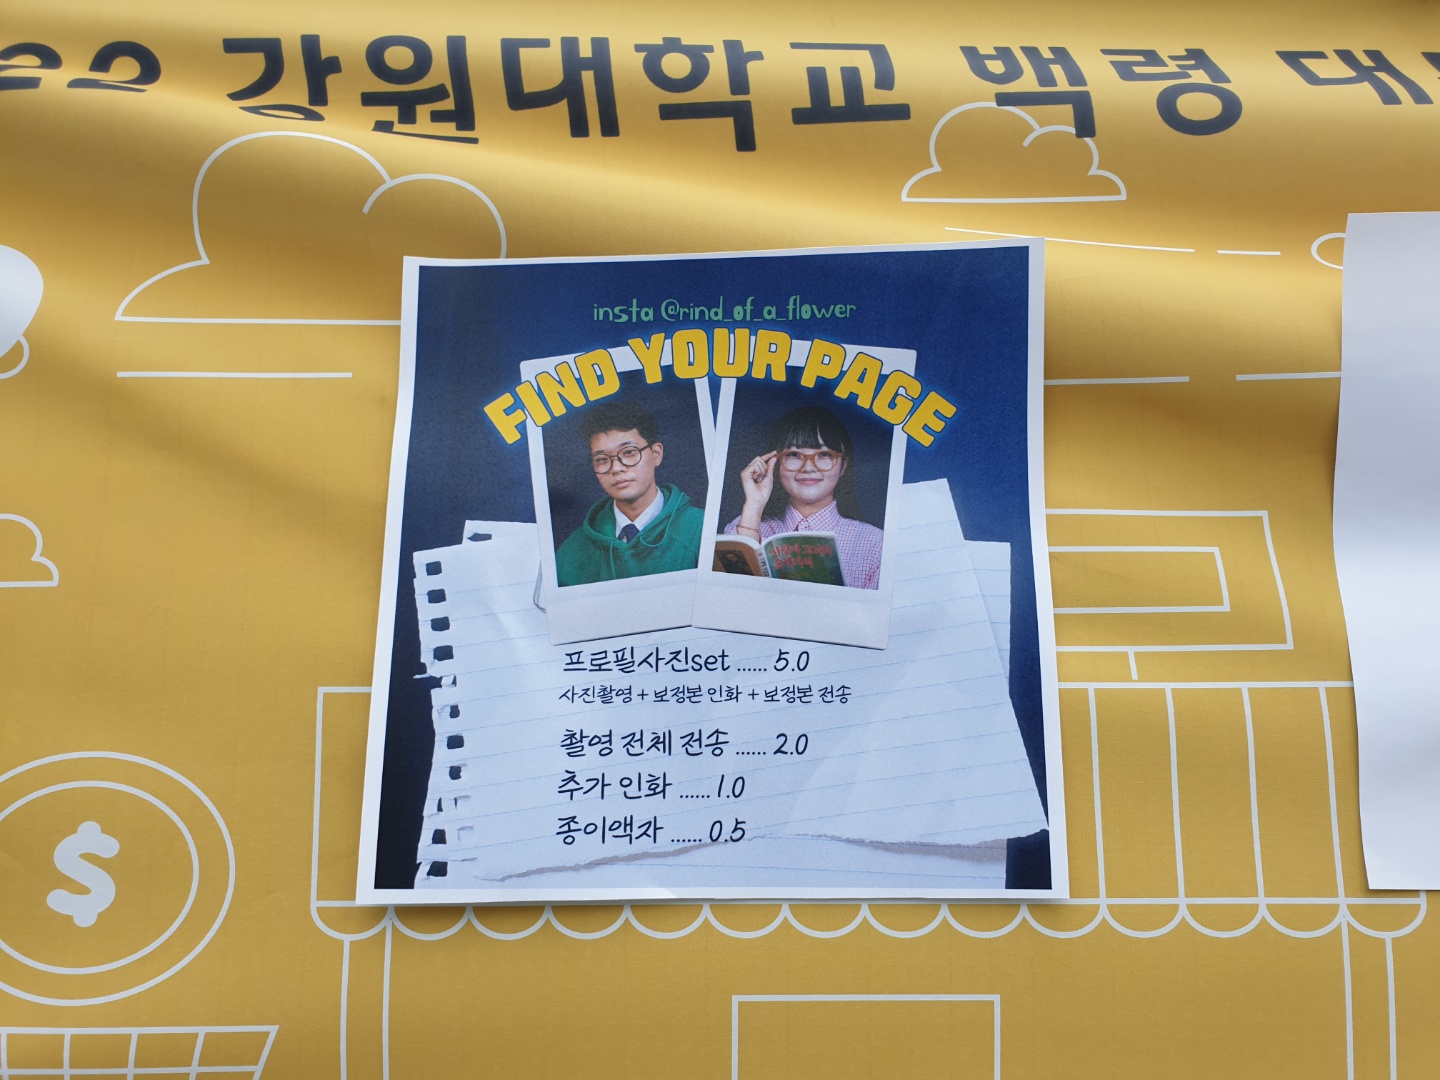 22 강원대학교 백령 대
insta @rind_of_a_flower
FIND YOUR PAGE
프로필사진set ...... 5.0
사진촬영 + 보정본 인화 + 보정본 전송
촬영 전체 전송 ...... 2.0
추가 인화 ...... 1.0
종이액자 ...... 0.5
$